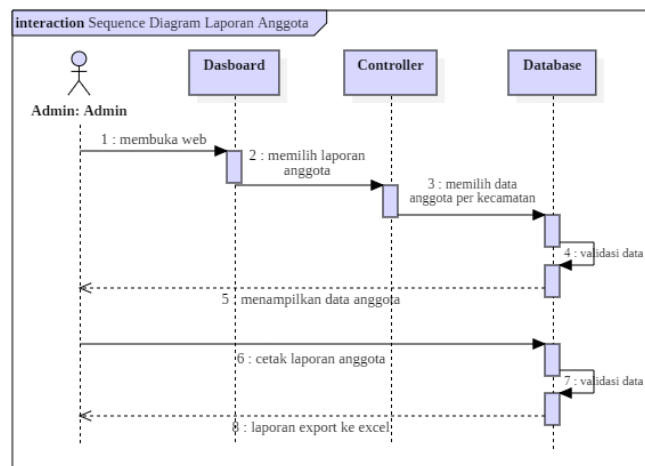 interaction Sequence Diagram Laporan Anggota
Dasboard
Controller
Database
Admin: Admin
1 : membuka web
2 : memilih laporan
anggota
3 : memilih data
anggota per kecamatan
4 : validasi data
5 : menampilkan data anggota
6 : cetak laporan anggota
7 : validasi data
8 : laporan export ke excel